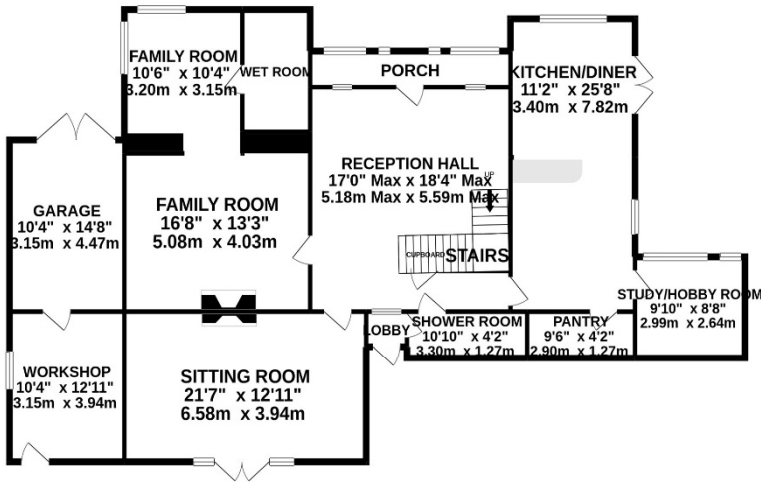 FAMILY ROOM
10'6" x 10'4"
3.20m x 3.15m
WET ROOM
PORCH
KITCHEN/DINER
11'2" x 25'8"
3.40m x 7.82m
RECEPTION HALL
17'0" Max x 18'4" Max
5.18m Max x 5.59m Max
UP
GARAGE
10'4" x 14'8"
3.15m x 4.47m
FAMILY ROOM
16'8" x 13'3"
5.08m x 4.03m
CUPBOARD
STAIRS
STUDY/HOBBY ROOM
9'10" x 8'8"
2.99m x 2.64m
LOBBY
SHOWER ROOM
10'10" x 4'2"
3.30m x 1.27m
PANTRY
9'6" x 4'2"
2.90m x 1.27m
WORKSHOP
10'4" x 12'11"
3.15m x 3.94m
SITTING ROOM
21'7" x 12'11"
6.58m x 3.94m